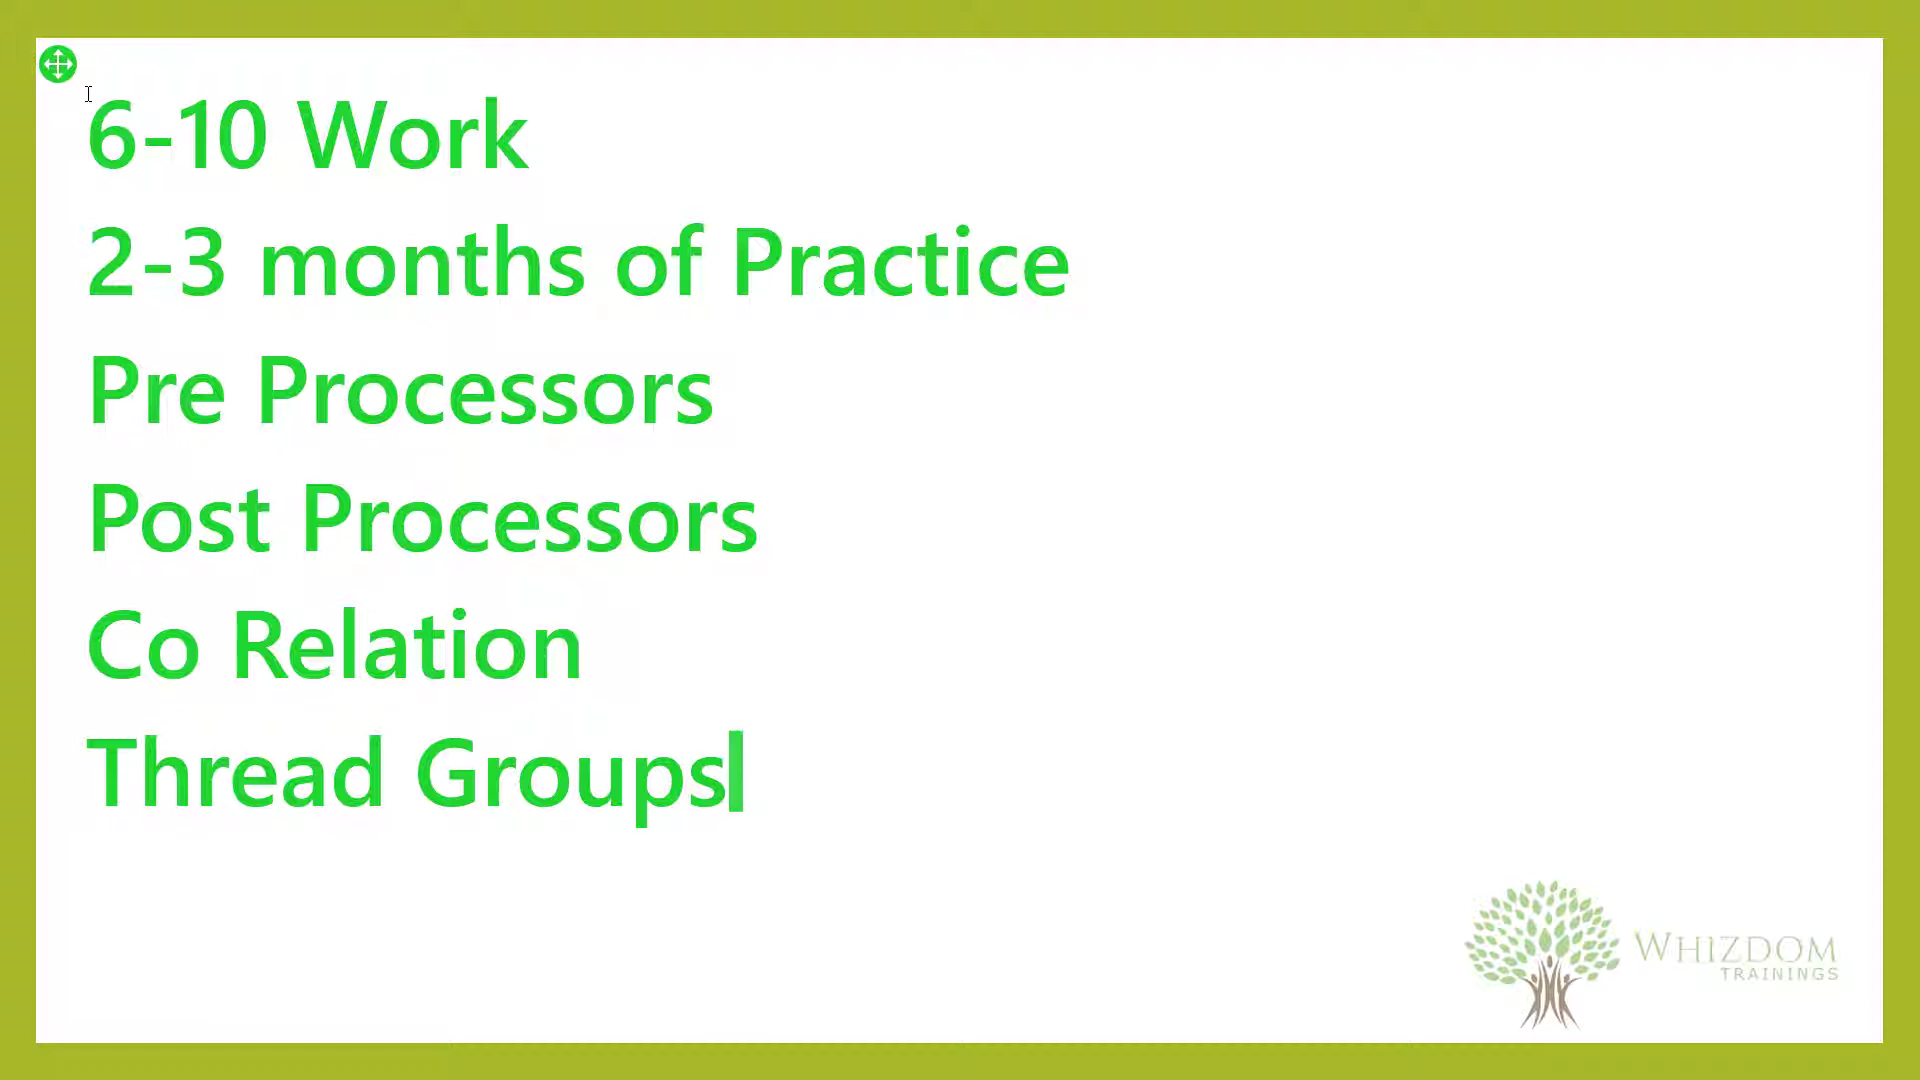 6-10 Work
2-3 months of Practice
Pre Processors
Post Processors
Co Relation
Thread Groups
WHIZDOM
TRAININGS